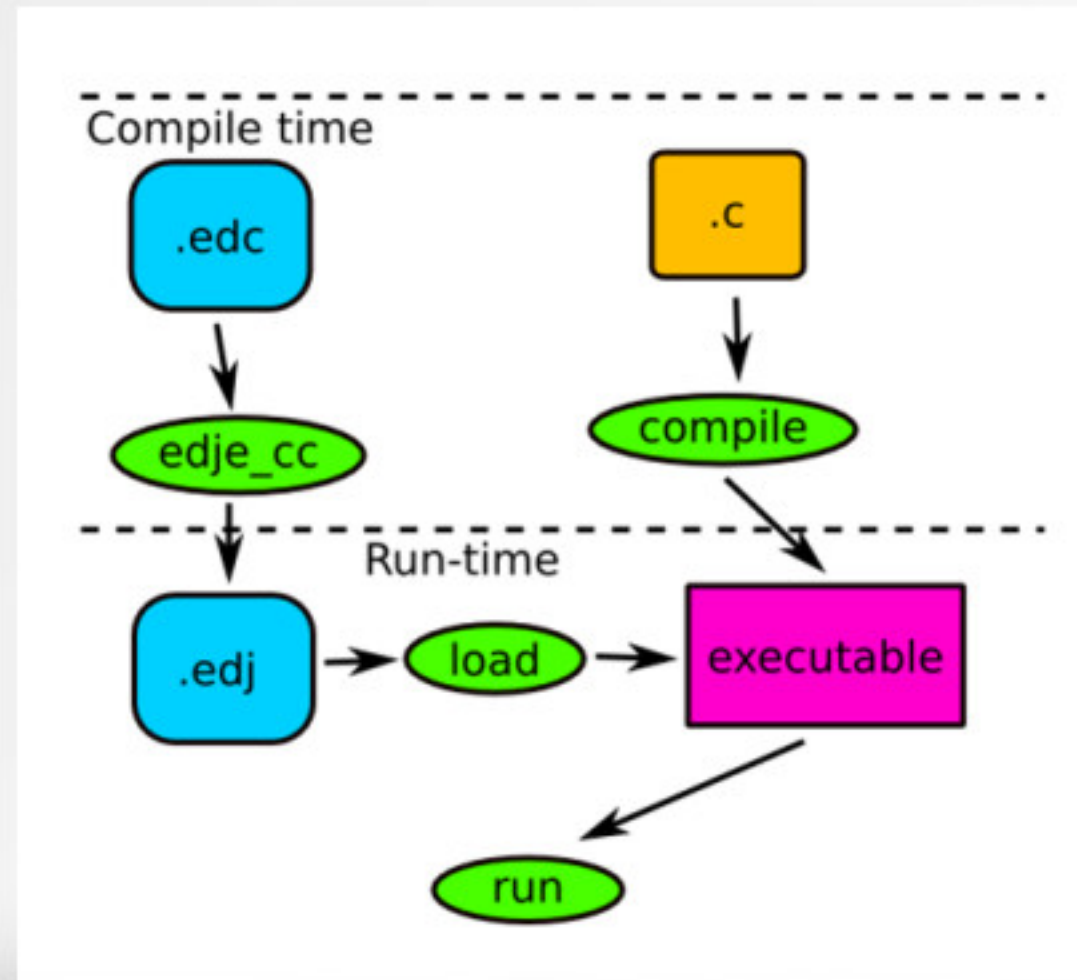 Compile time
.edc
.c
edje_cc
compile
Run-time
.edj
load
executable
run